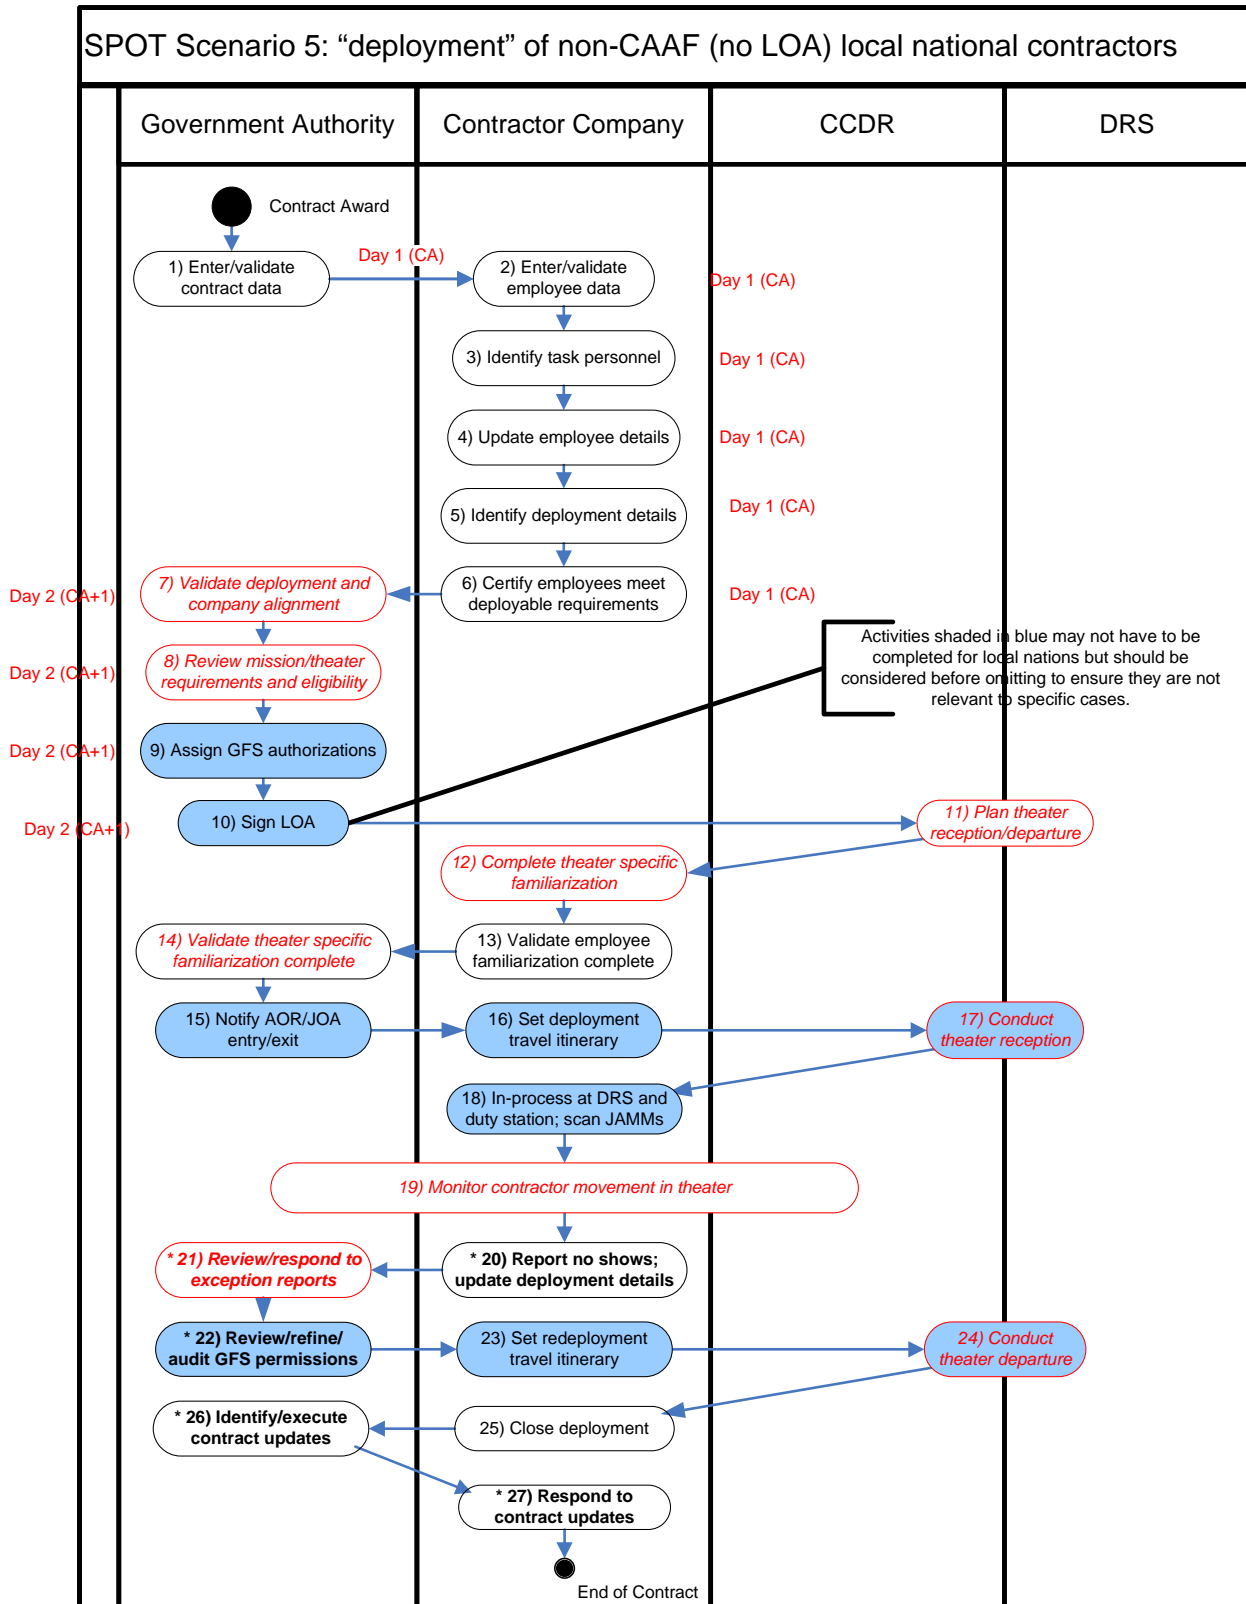 SPOT Scenario 5: “deployment” of non-CAAF (no LOA) local national contractors
Government Authority
Contractor Company
CCDR
DRS
Contract Award
1) Enter/validate
contract data
Day 1 (CA)
2) Enter/validate
employee data
Day 1 (CA)
3) Identify task personnel
Day 1 (CA)
4) Update employee details
Day 1 (CA)
5) Identify deployment details
Day 1 (CA)
Day 2 (CA+1)
7) Validate deployment and
company alignment
6) Certify employees meet
deployable requirements
Day 1 (CA)
Activities shaded in blue may not have to be
completed for local nations but should be
considered before omitting to ensure they are not
relevant to specific cases.
Day 2 (CA+1)
8) Review mission/theater
requirements and eligibility
Day 2 (CA+1)
9) Assign GFS authorizations
Day 2 (CA+1)
10) Sign LOA
11) Plan theater
reception/departure
12) Complete theater specific
familiarization
14) Validate theater specific
familiarization complete
13) Validate employee
familiarization complete
15) Notify AOR/JOA
entry/exit
16) Set deployment
travel itinerary
17) Conduct
theater reception
18) In-process at DRS and
duty station; scan JAMMs
19) Monitor contractor movement in theater
* 21) Review/respond to
exception reports
* 20) Report no shows;
update deployment details
* 22) Review/refine/
audit GFS permissions
23) Set redeployment
travel itinerary
24) Conduct
theater departure
* 26) Identify/execute
contract updates
25) Close deployment
* 27) Respond to
contract updates
End of Contract